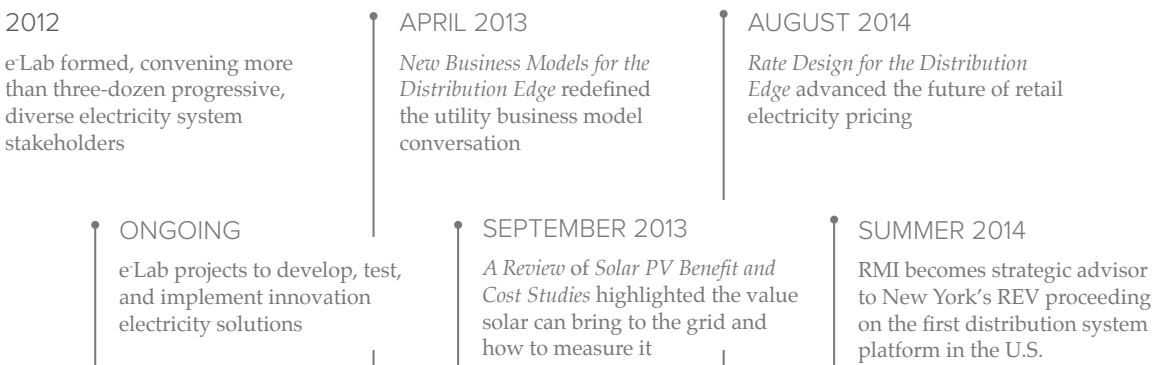 2012
e-Lab formed, convening more
than three-dozen progressive,
diverse electricity system
stakeholders
APRIL 2013
New Business Models for the
Distribution Edge redefined
the utility business model
conversation
AUGUST 2014
Rate Design for the Distribution
Edge advanced the future of retail
electricity pricing
ONGOING
e-Lab projects to develop, test,
and implement innovation
electricity solutions
SEPTEMBER 2013
A Review of Solar PV Benefit and
Cost Studies highlighted the value
solar can bring to the grid and
how to measure it
SUMMER 2014
RMI becomes strategic advisor
to New York's REV proceeding
on the first distribution system
platform in the U.S.